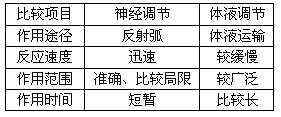 比较项目 神经调节 体液调节
作用途径 反射弧 体液运输
反应速度 迅速 较缓慢
作用范围 准确、比较局限 较广泛
作用时间 短暂 比较长